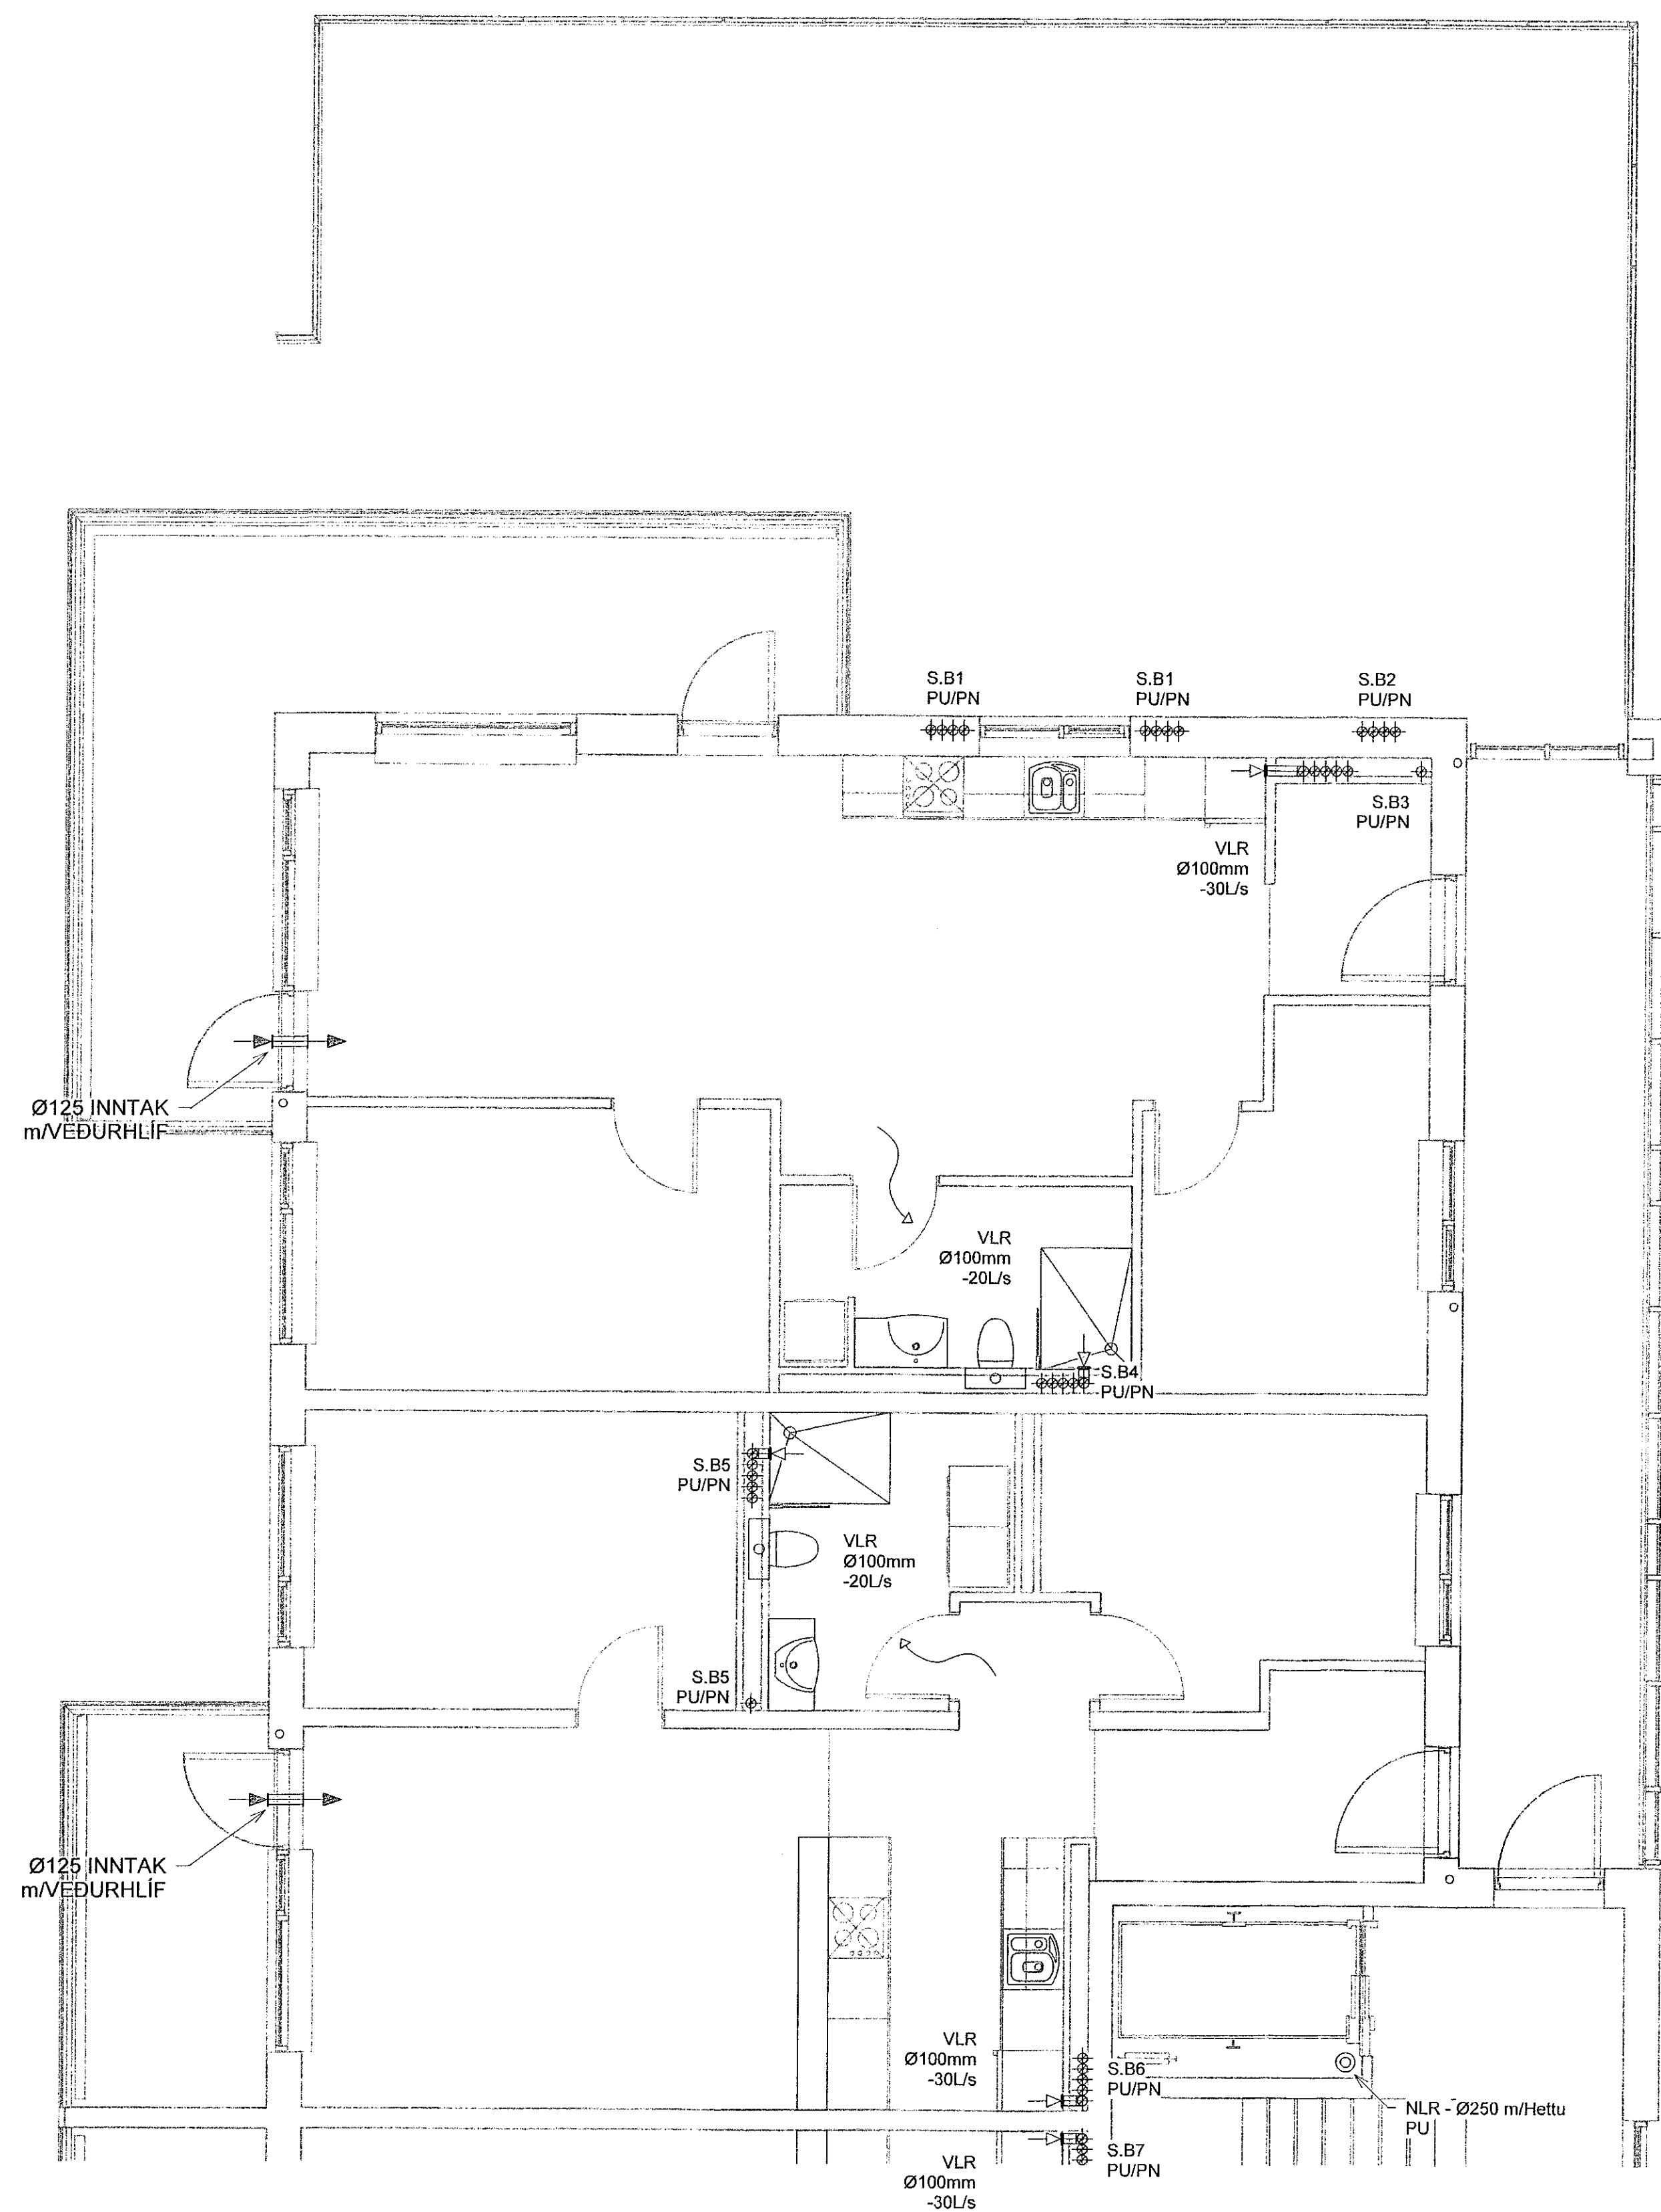 S.B1
PU/PN
S.B1
PU/PN
S.B2
PU/PN
S.B3
PU/PN
VLR
Ø100mm
-30L/s
Ø125 INNTAK
m/VEÐURHLÍF
VLR
Ø100mm
-20L/s
S.B4
PU/PN
S.B5
PU/PN
VLR
Ø100mm
-20L/s
S.B5
PU/PN
Ø125 INNTAK
m/VEÐURHLÍF
VLR
Ø100mm
-30L/s
S.B6
PU/PN
NLR - Ø250 m/Hettu
PU
S.B7
PU/PN
VLR
Ø100mm
-30L/s